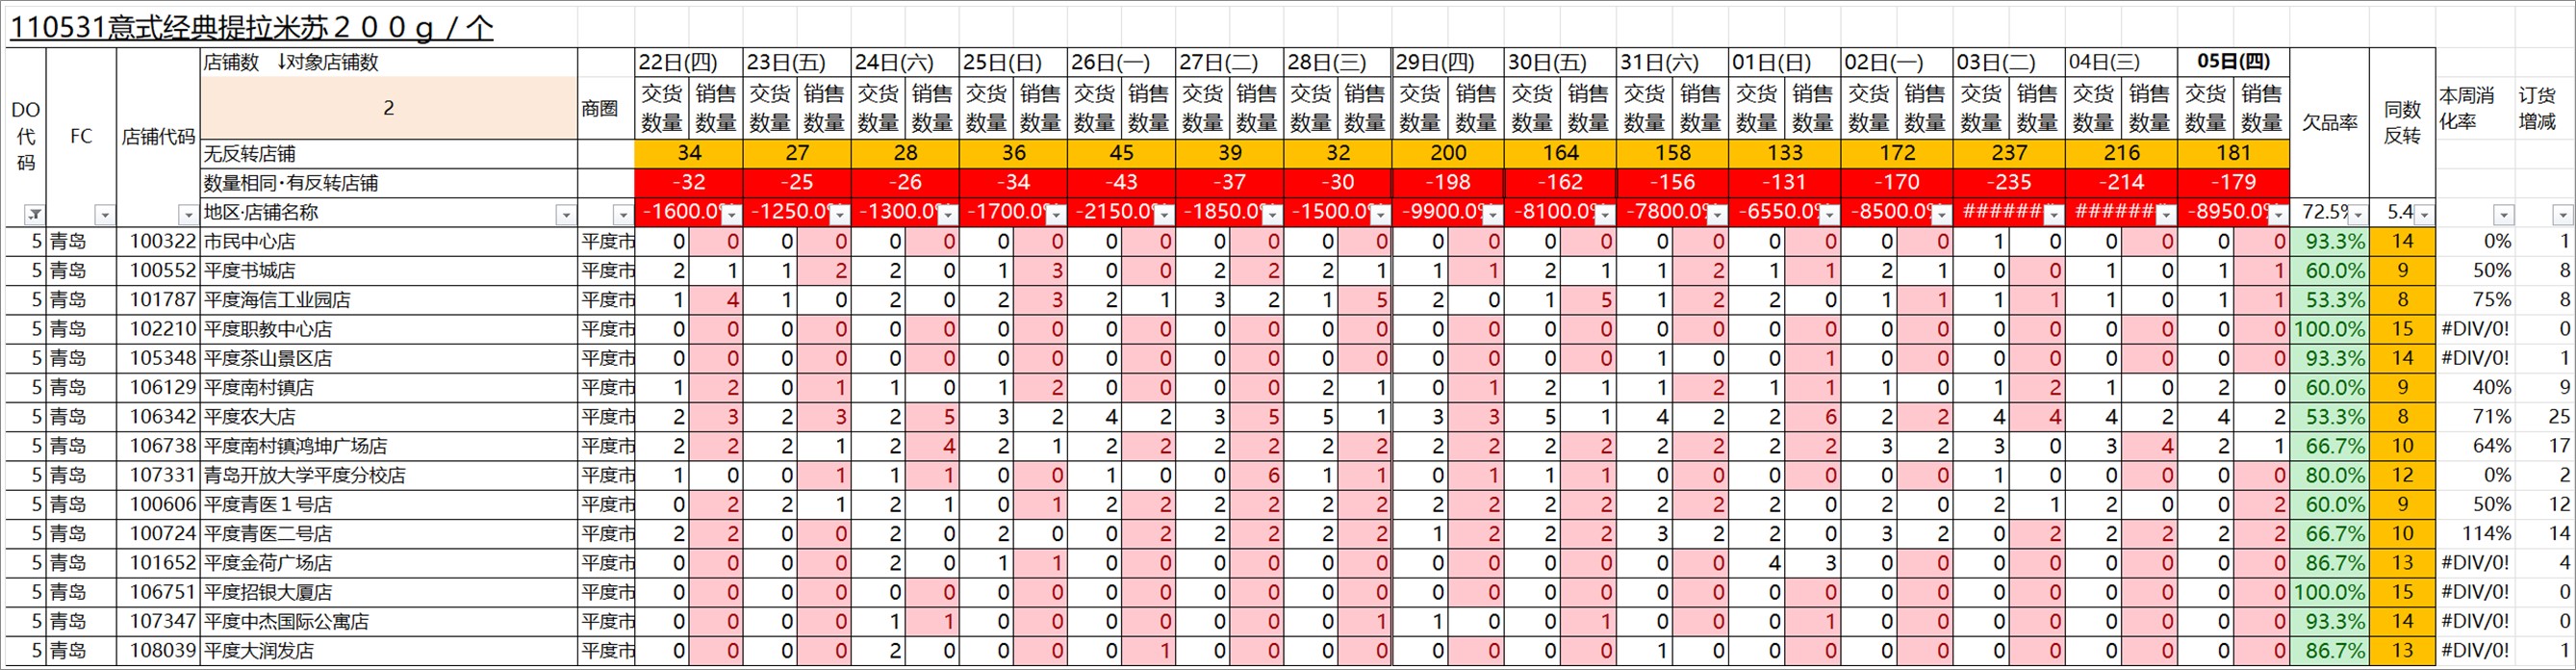 110531意式经典提拉米苏２００ｇ／个
店铺数 ↓对象店铺数 22日(四) 23日(五) 24日(六) 25日(日) 26日(一) 27日(二) 28日(三) 29日(四) 30日(五) 31日(六) 01日(日) 02日(一) 03日(二) 04日(三) 05日(四)
DO代码 FC 店铺代码 2 商圈 交货数量 销售数量 交货数量 销售数量 交货数量 销售数量 交货数量 销售数量 交货数量 销售数量 交货数量 销售数量 交货数量 销售数量 交货数量 销售数量 交货数量 销售数量 交货数量 销售数量 交货数量 销售数量 交货数量 销售数量 交货数量 销售数量 交货数量 销售数量 交货数量 销售数量 欠品率 同数反转 本周消化率 订货增减
无反转店铺 34 27 28 36 45 39 32 200 164 158 133 172 237 216 181
数量相同·有反转店铺 -32 -25 -26 -34 -43 -37 -30 -198 -162 -156 -131 -170 -235 -214 -179
地区·店铺名称 -1600.0% -1250.0% -1300.0% -1700.0% -2150.0% -1850.0% -1500.0% -9900.0% -8100.0% -7800.0% -6550.0% -8500.0% ####### ####### -8950.0% 72.5% 5.4
5 青岛 100322 市民中心店 平度市 0 0 0 0 0 0 0 0 0 0 0 0 0 0 0 0 0 0 0 0 0 0 0 0 1 0 0 0 0 0 93.3% 14 0% 1
5 青岛 100552 平度书城店 平度市 2 1 1 2 2 0 1 3 0 0 2 2 2 1 1 1 2 1 1 2 1 1 2 1 0 0 1 0 1 1 60.0% 9 50% 8
5 青岛 101787 平度海信工业园店 平度市 1 4 1 0 2 0 2 3 2 1 3 2 1 5 2 0 1 5 1 2 2 0 1 1 1 1 1 0 1 1 53.3% 8 75% 8
5 青岛 102210 平度职教中心店 平度市 0 0 0 0 0 0 0 0 0 0 0 0 0 0 0 0 0 0 0 0 0 0 0 0 0 0 0 0 0 0 100.0% 15 #DIV/0! 0
5 青岛 105348 平度茶山景区店 平度市 0 0 0 0 0 0 0 0 0 0 0 0 0 0 0 0 0 0 1 0 0 1 0 0 0 0 0 0 0 0 93.3% 14 #DIV/0! 1
5 青岛 106129 平度南村镇店 平度市 1 2 0 1 1 0 1 2 0 0 0 0 2 1 0 1 2 1 1 2 1 1 1 0 1 2 1 0 2 0 60.0% 9 40% 9
5 青岛 106342 平度农大店 平度市 2 3 2 3 2 5 3 2 4 2 3 5 5 1 3 3 5 1 4 2 2 6 2 2 4 4 4 2 4 2 53.3% 8 71% 25
5 青岛 106738 平度南村镇鸿坤广场店 平度市 2 2 2 1 2 4 2 1 2 2 2 2 2 2 2 2 2 2 2 2 2 2 3 2 3 0 3 4 2 1 66.7% 10 64% 17
5 青岛 107331 青岛开放大学平度分校店 平度市 1 0 0 1 1 1 0 0 1 0 0 6 1 1 0 1 1 1 0 0 0 0 0 0 1 0 0 0 0 0 80.0% 12 0% 2
5 青岛 100606 平度青医１号店 平度市 0 2 2 1 2 1 0 1 2 2 2 2 2 2 2 2 2 2 2 2 2 0 2 0 2 1 2 0 0 2 60.0% 9 50% 12
5 青岛 100724 平度青医二号店 平度市 2 2 0 0 2 0 2 0 0 2 2 2 2 2 1 2 2 2 3 2 2 0 3 2 0 2 2 2 2 2 66.7% 10 114% 14
5 青岛 101652 平度金荷广场店 平度市 0 0 0 0 2 0 1 1 0 0 0 0 0 0 0 0 0 0 0 0 4 3 0 0 0 0 0 0 0 0 86.7% 13 #DIV/0! 4
5 青岛 106751 平度招银大厦店 平度市 0 0 0 0 0 0 0 0 0 0 0 0 0 0 0 0 0 0 0 0 0 0 0 0 0 0 0 0 0 0 100.0% 15 #DIV/0! 0
5 青岛 107347 平度中杰国际公寓店 平度市 0 0 0 0 1 1 0 0 0 0 0 0 0 1 1 0 0 1 0 0 0 1 0 0 0 0 0 0 0 0 93.3% 14 #DIV/0! 0
5 青岛 108039 平度大润发店 平度市 0 0 0 0 2 0 0 0 0 1 0 0 0 0 0 0 0 0 1 0 0 0 0 0 0 0 0 0 0 0 86.7% 13 #DIV/0! 1